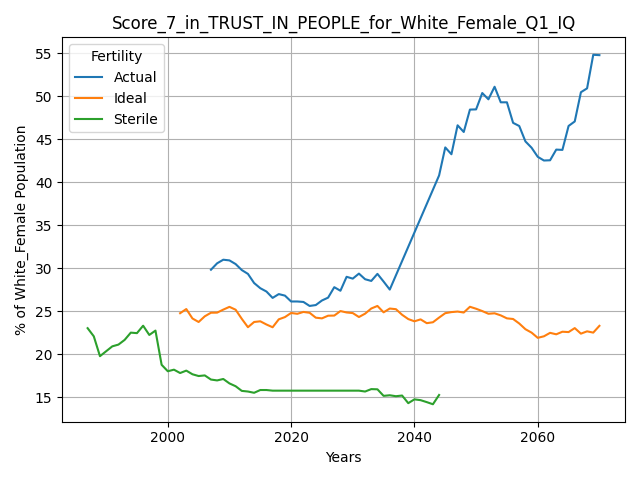 Score_7_in_TRUST_IN_PEOPLE_for_White_Female_Q1_IQ
Fertility
Actual
Ideal
Sterile
% of White_Female Population
55
50
45
40
35
30
25
20
15
2000
2020
2040
2060
Years